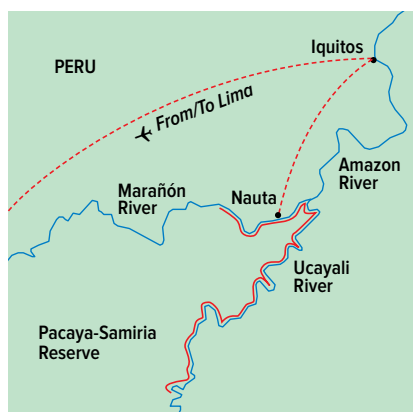 Iquitos
PERU
From/To Lima
Amazon
River
Marañón
River
Nauta
Ucayali
River
Pacaya-Samiria
Reserve